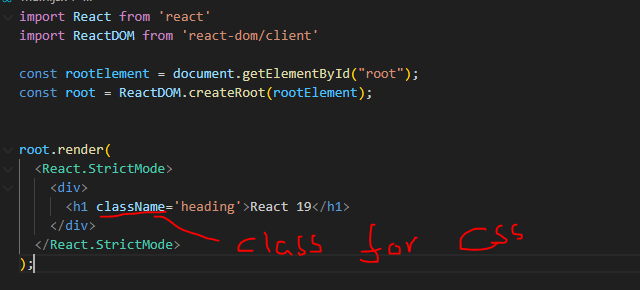 import React from 'react'
import ReactDOM from 'react-dom/client'
const rootElement = document.getElementById("root");
const root = ReactDOM.createRoot(rootElement);
root.render(
<React.StrictMode>
<div>
<h1 className='heading'>React 19</h1>
</div>
</React.StrictMode>
class for css
);